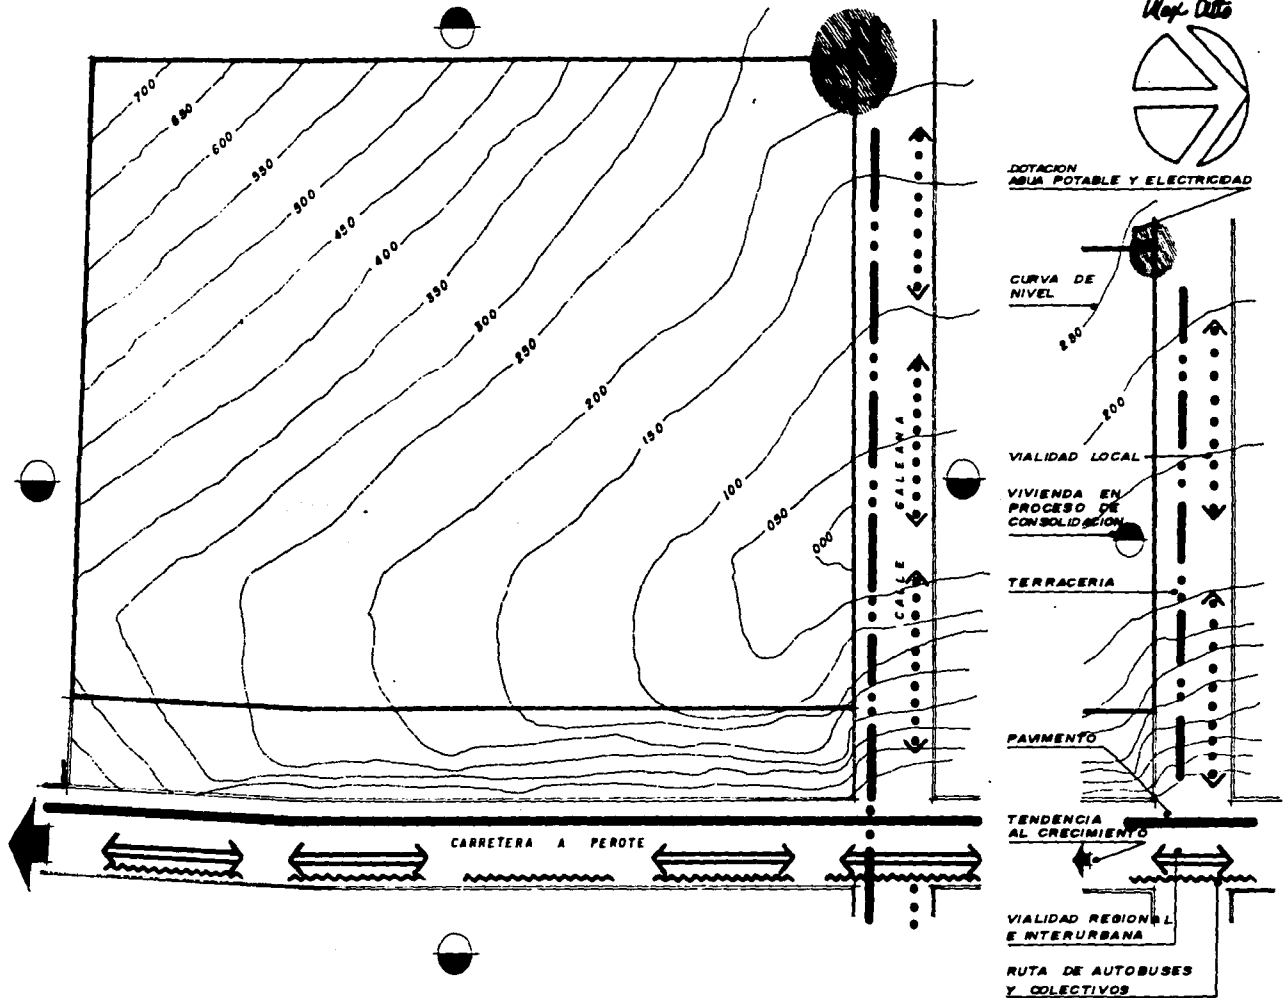 700
650
600
550
500
450
400
350
300
250
200
150
100
050
000
CALLE GALEANA
CARRETERA A PEROTE
DOTACION
AGUA POTABLE Y ELECTRICIDAD
CURVA DE
NIVEL
250
200
VIALIDAD LOCAL
VIVIENDA EN
PROCESO DE
CONSOLIDACION
TERRACERIA
PAVIMENTO
TENDENCIA
AL CRECIMIENTO
VIALIDAD REGIONAL
E INTERURBANA
RUTA DE AUTOBUSES
Y COLECTIVOS